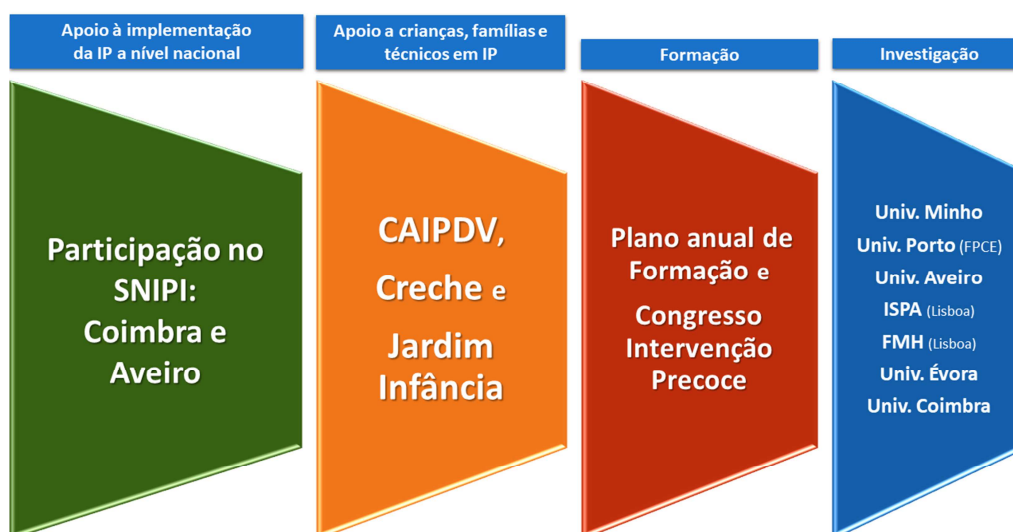 Apoio à implementação
da IP a nível nacional
Participação no
SNIPI:
Coimbra e
Aveiro
Apoio a crianças, famílias e
técnicos em IP
CAIPDV,
Creche e
Jardim
Infância
Formação
Plano anual de
Formação e
Congresso
Intervenção
Precoce
Investigação
Univ. Minho
Univ. Porto (FPCE)
Univ. Aveiro
ISPA (Lisboa)
FMH (Lisboa)
Univ. Évora
Univ. Coimbra